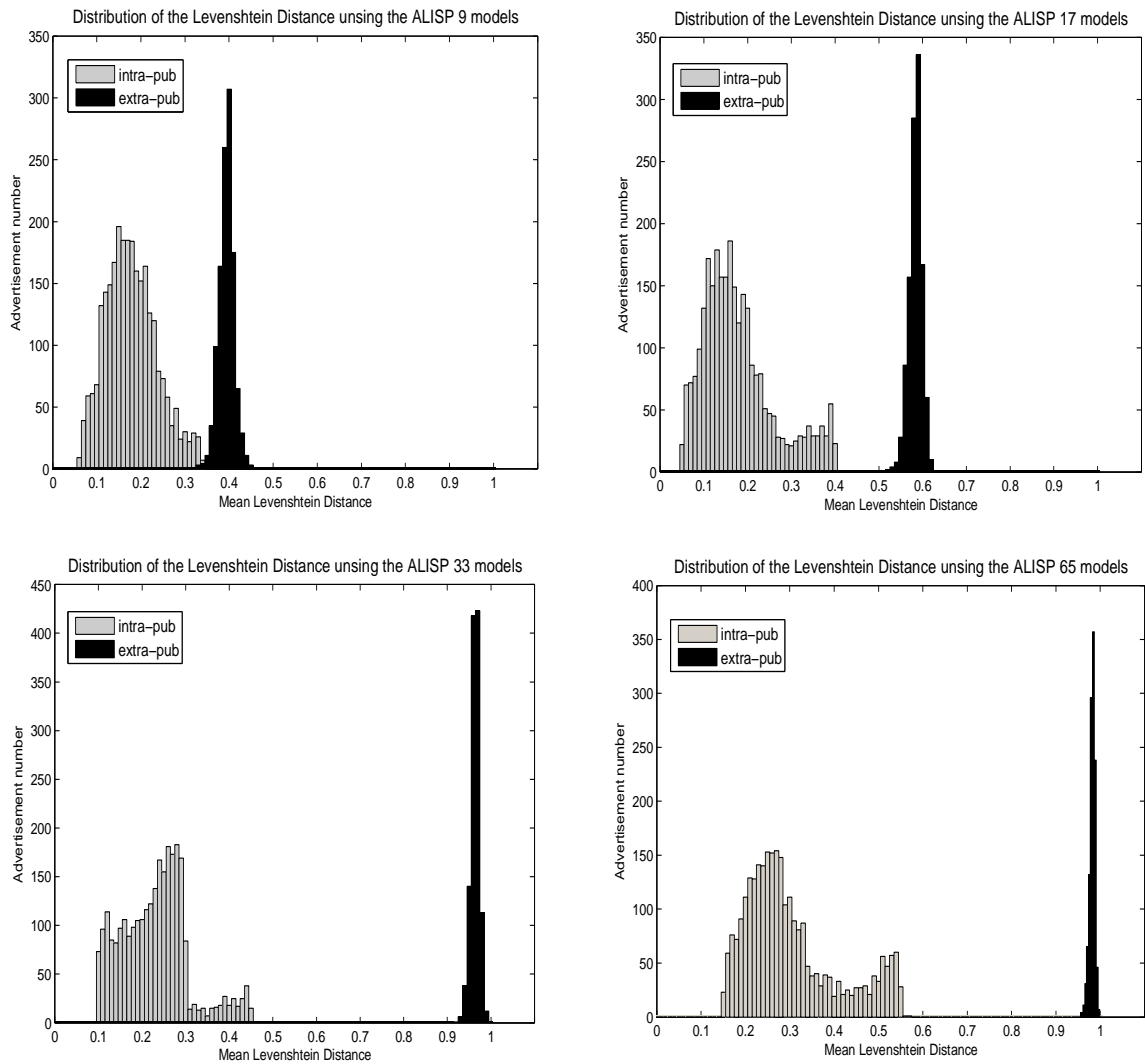 Distribution of the Levenshtein Distance unsing the ALISP 9 models
350
300
250
200
150
100
50
0
Advertisement number
intra-pub
extra-pub
0 0.1 0.2 0.3 0.4 0.5 0.6 0.7 0.8 0.9 1
Mean Levenshtein Distance
Distribution of the Levenshtein Distance unsing the ALISP 17 models
350
300
250
200
150
100
50
0
Advertisement number
intra-pub
extra-pub
0 0.1 0.2 0.3 0.4 0.5 0.6 0.7 0.8 0.9 1
Mean Levenshtein Distance
Distribution of the Levenshtein Distance unsing the ALISP 33 models
450
400
350
300
250
200
150
100
50
0
Advertisement number
intra-pub
extra-pub
0 0.1 0.2 0.3 0.4 0.5 0.6 0.7 0.8 0.9 1
Mean Levenshtein Distance
Distribution of the Levenshtein Distance unsing the ALISP 65 models
400
350
300
250
200
150
100
50
0
Advertisement number
intra-pub
extra-pub
0 0.1 0.2 0.3 0.4 0.5 0.6 0.7 0.8 0.9 1
Mean Levenshtein Distance